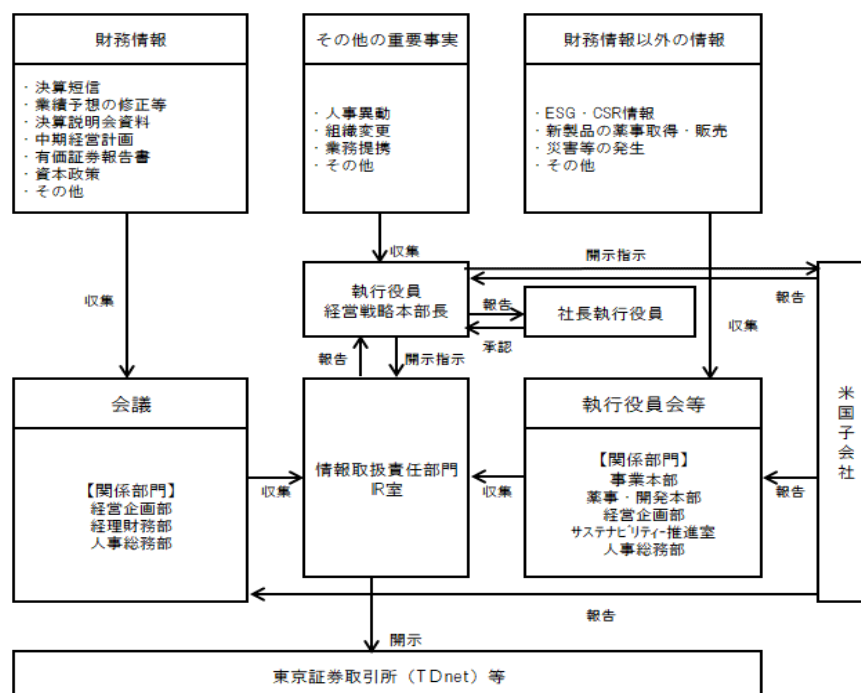 財務情報
・決算短信
・業績予想の修正等
・決算説明会資料
・中期経営計画
・有価証券報告書
・資本政策
・その他
その他の重要事実
・人事異動
・組織変更
・業務提携
・その他
財務情報以外の情報
・ESG・CSR情報
・新製品の薬事取得・販売
・災害等の発生
・その他
収集
収集
開示指示
報告
執行役員
経営戦略本部長
報告
承認
社長執行役員
収集
報告
開示指示
米国子会社
会議
【関係部門】
経営企画部
経理財務部
人事総務部
収集
情報取扱責任部門
IR室
収集
執行役員会等
【関係部門】
事業本部
薬事・開発本部
経営企画部
サステナビリティー推進室
人事総務部
報告
報告
開示
東京証券取引所（TDnet）等